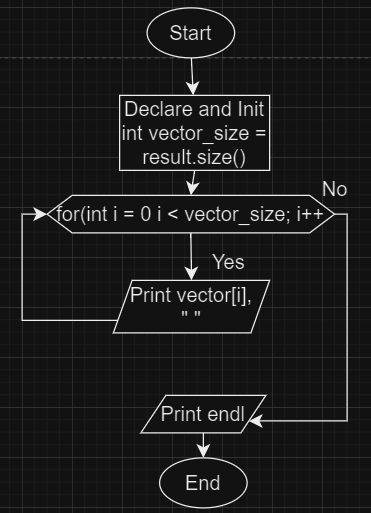 Start
Declare and Init
int vector_size =
result.size()
No
for(int i = 0 i < vector_size; i++
Yes
Print vector[i],
" "
Print endl
End